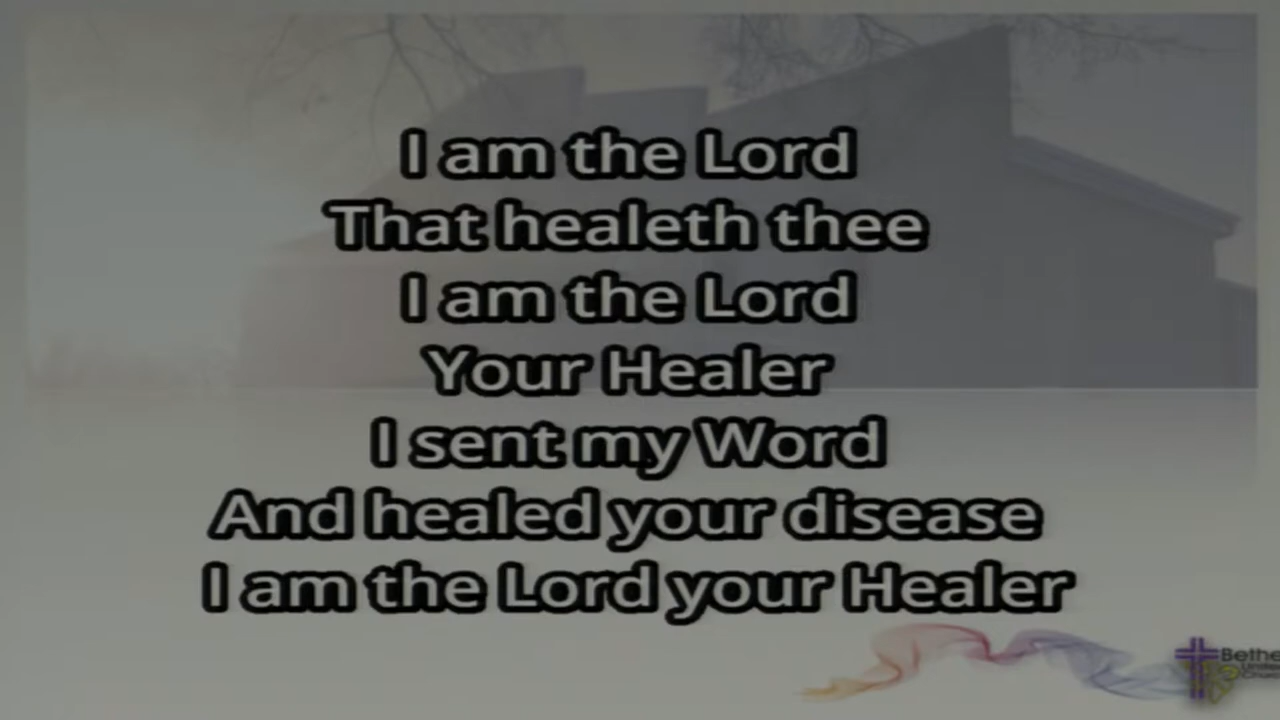 I am the Lord
That healeth thee
I am the Lord
Your Healer
I sent my Word
And healed your disease
I am the Lord your Healer
Bethe